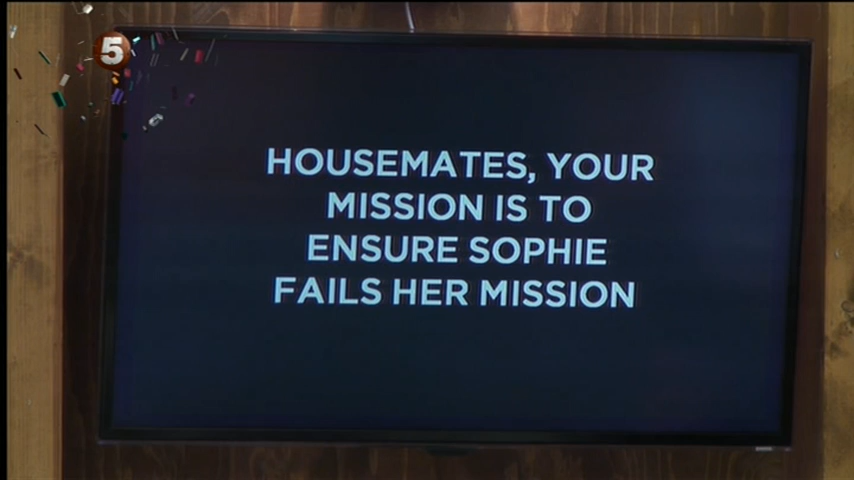 5
HOUSEMATES, YOUR
MISSION IS TO
ENSURE SOPHIE
FAILS HER MISSION